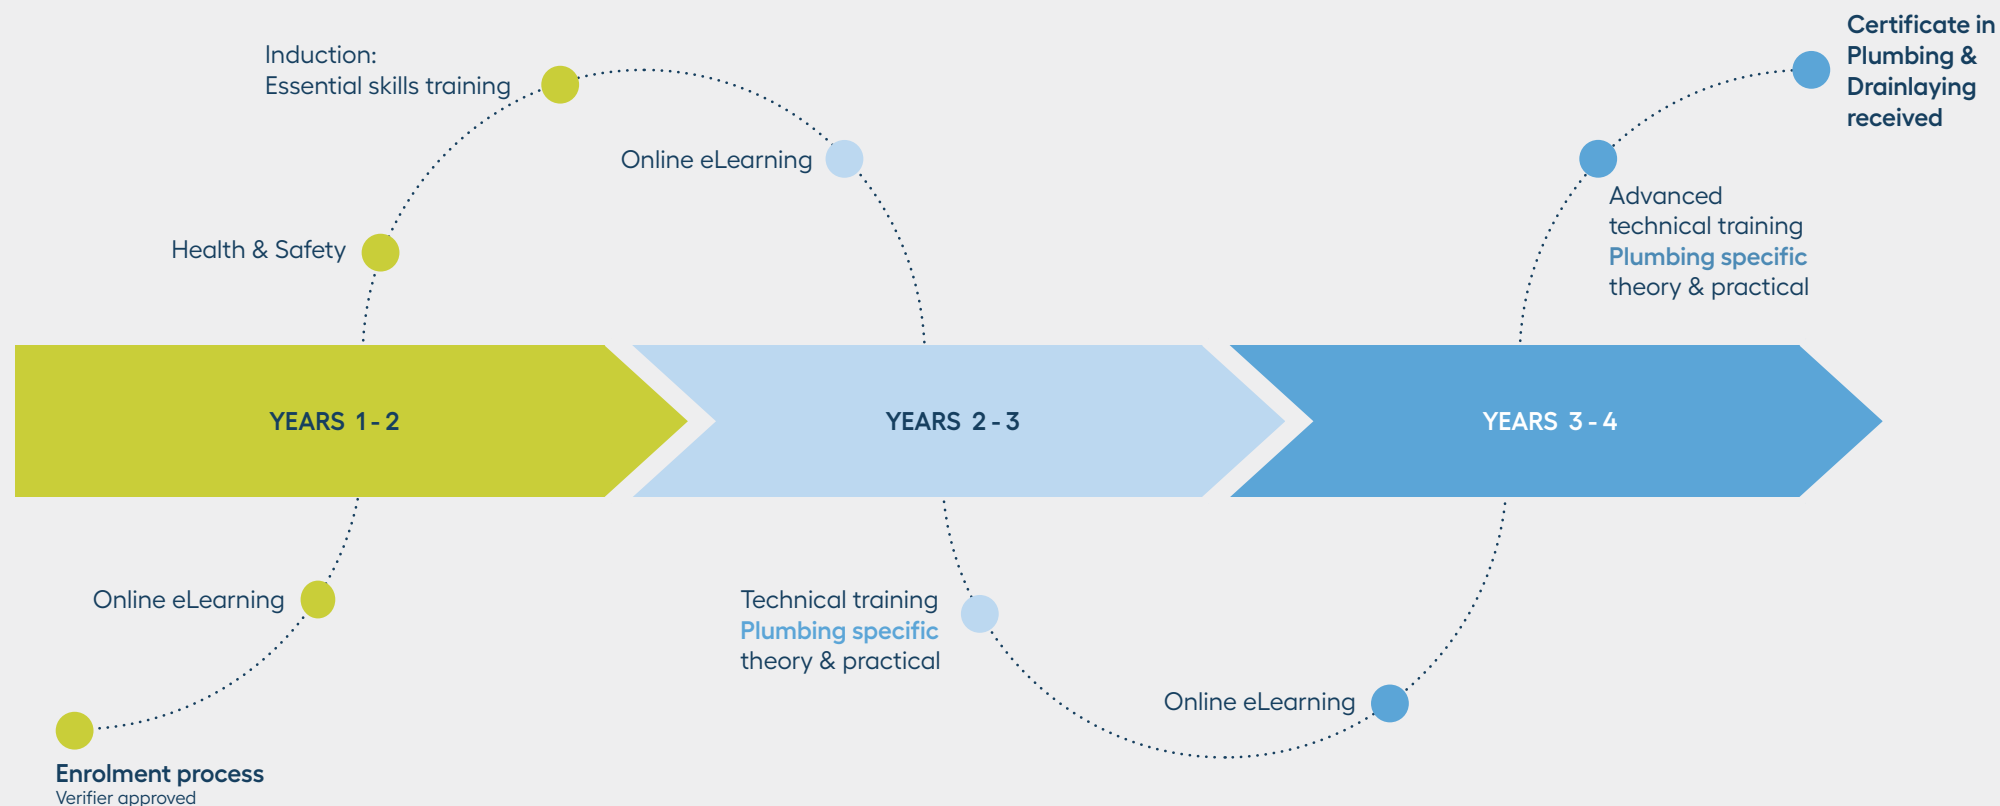 Certificate in
Plumbing &
Drainlaying
received
Induction:
Essential skills training
Online eLearning
Advanced
technical training
Plumbing specific
theory & practical
Health & Safety
YEARS 1 - 2
YEARS 2 - 3
YEARS 3 - 4
Online eLearning
Technical training
Plumbing specific
theory & practical
Online eLearning
Enrolment process
Verifier approved